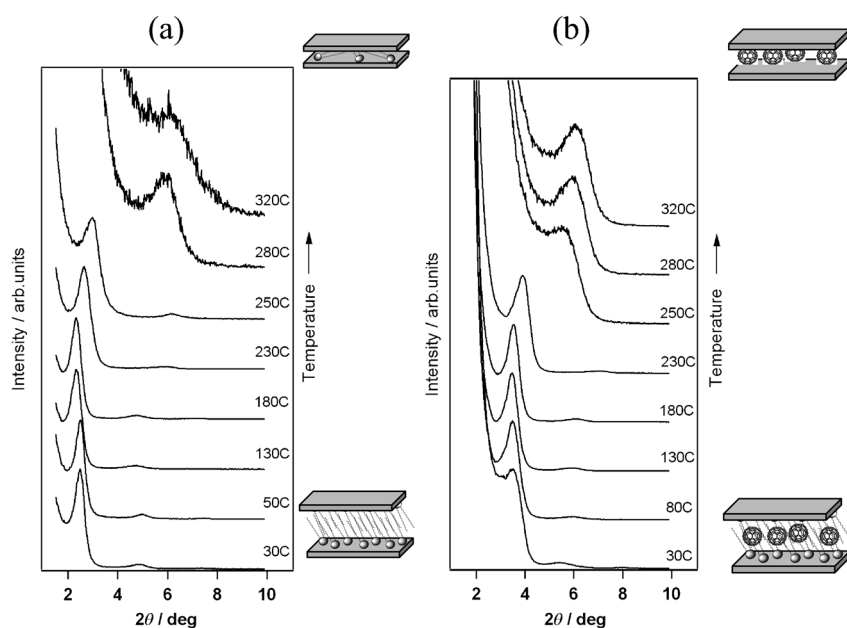 (a)
(b)
Intensity / arb.units
320C
280C
250C
230C
180C
130C
50C
30C
Temperature
2 4 6 8 10
2θ / deg
Intensity / arb.units
320C
280C
250C
230C
180C
130C
80C
30C
Temperature
2 4 6 8 10
2θ / deg